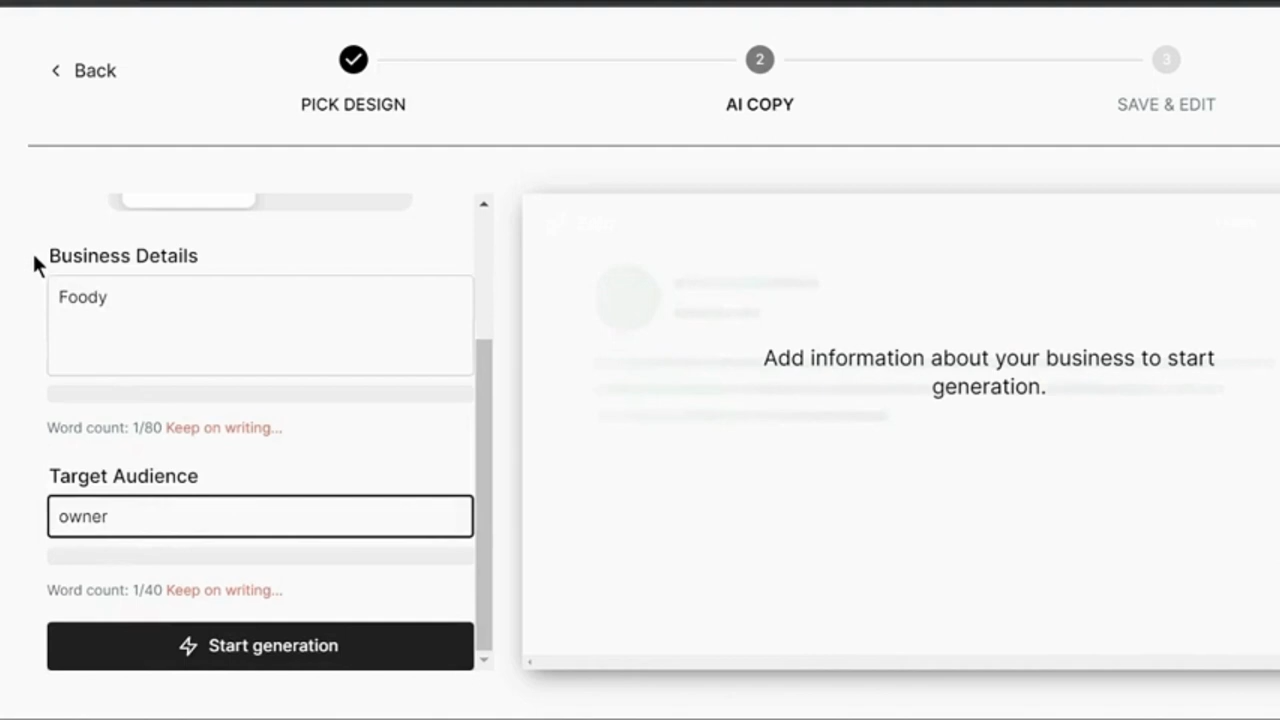 Back
2
3
PICK DESIGN
AI COPY
SAVE & EDIT
Business Details
Foody
Word count: 1/80 Keep on writing...
Target Audience
owner
Word count: 1/40 Keep on writing...
Start generation
Add information about your business to start
generation.